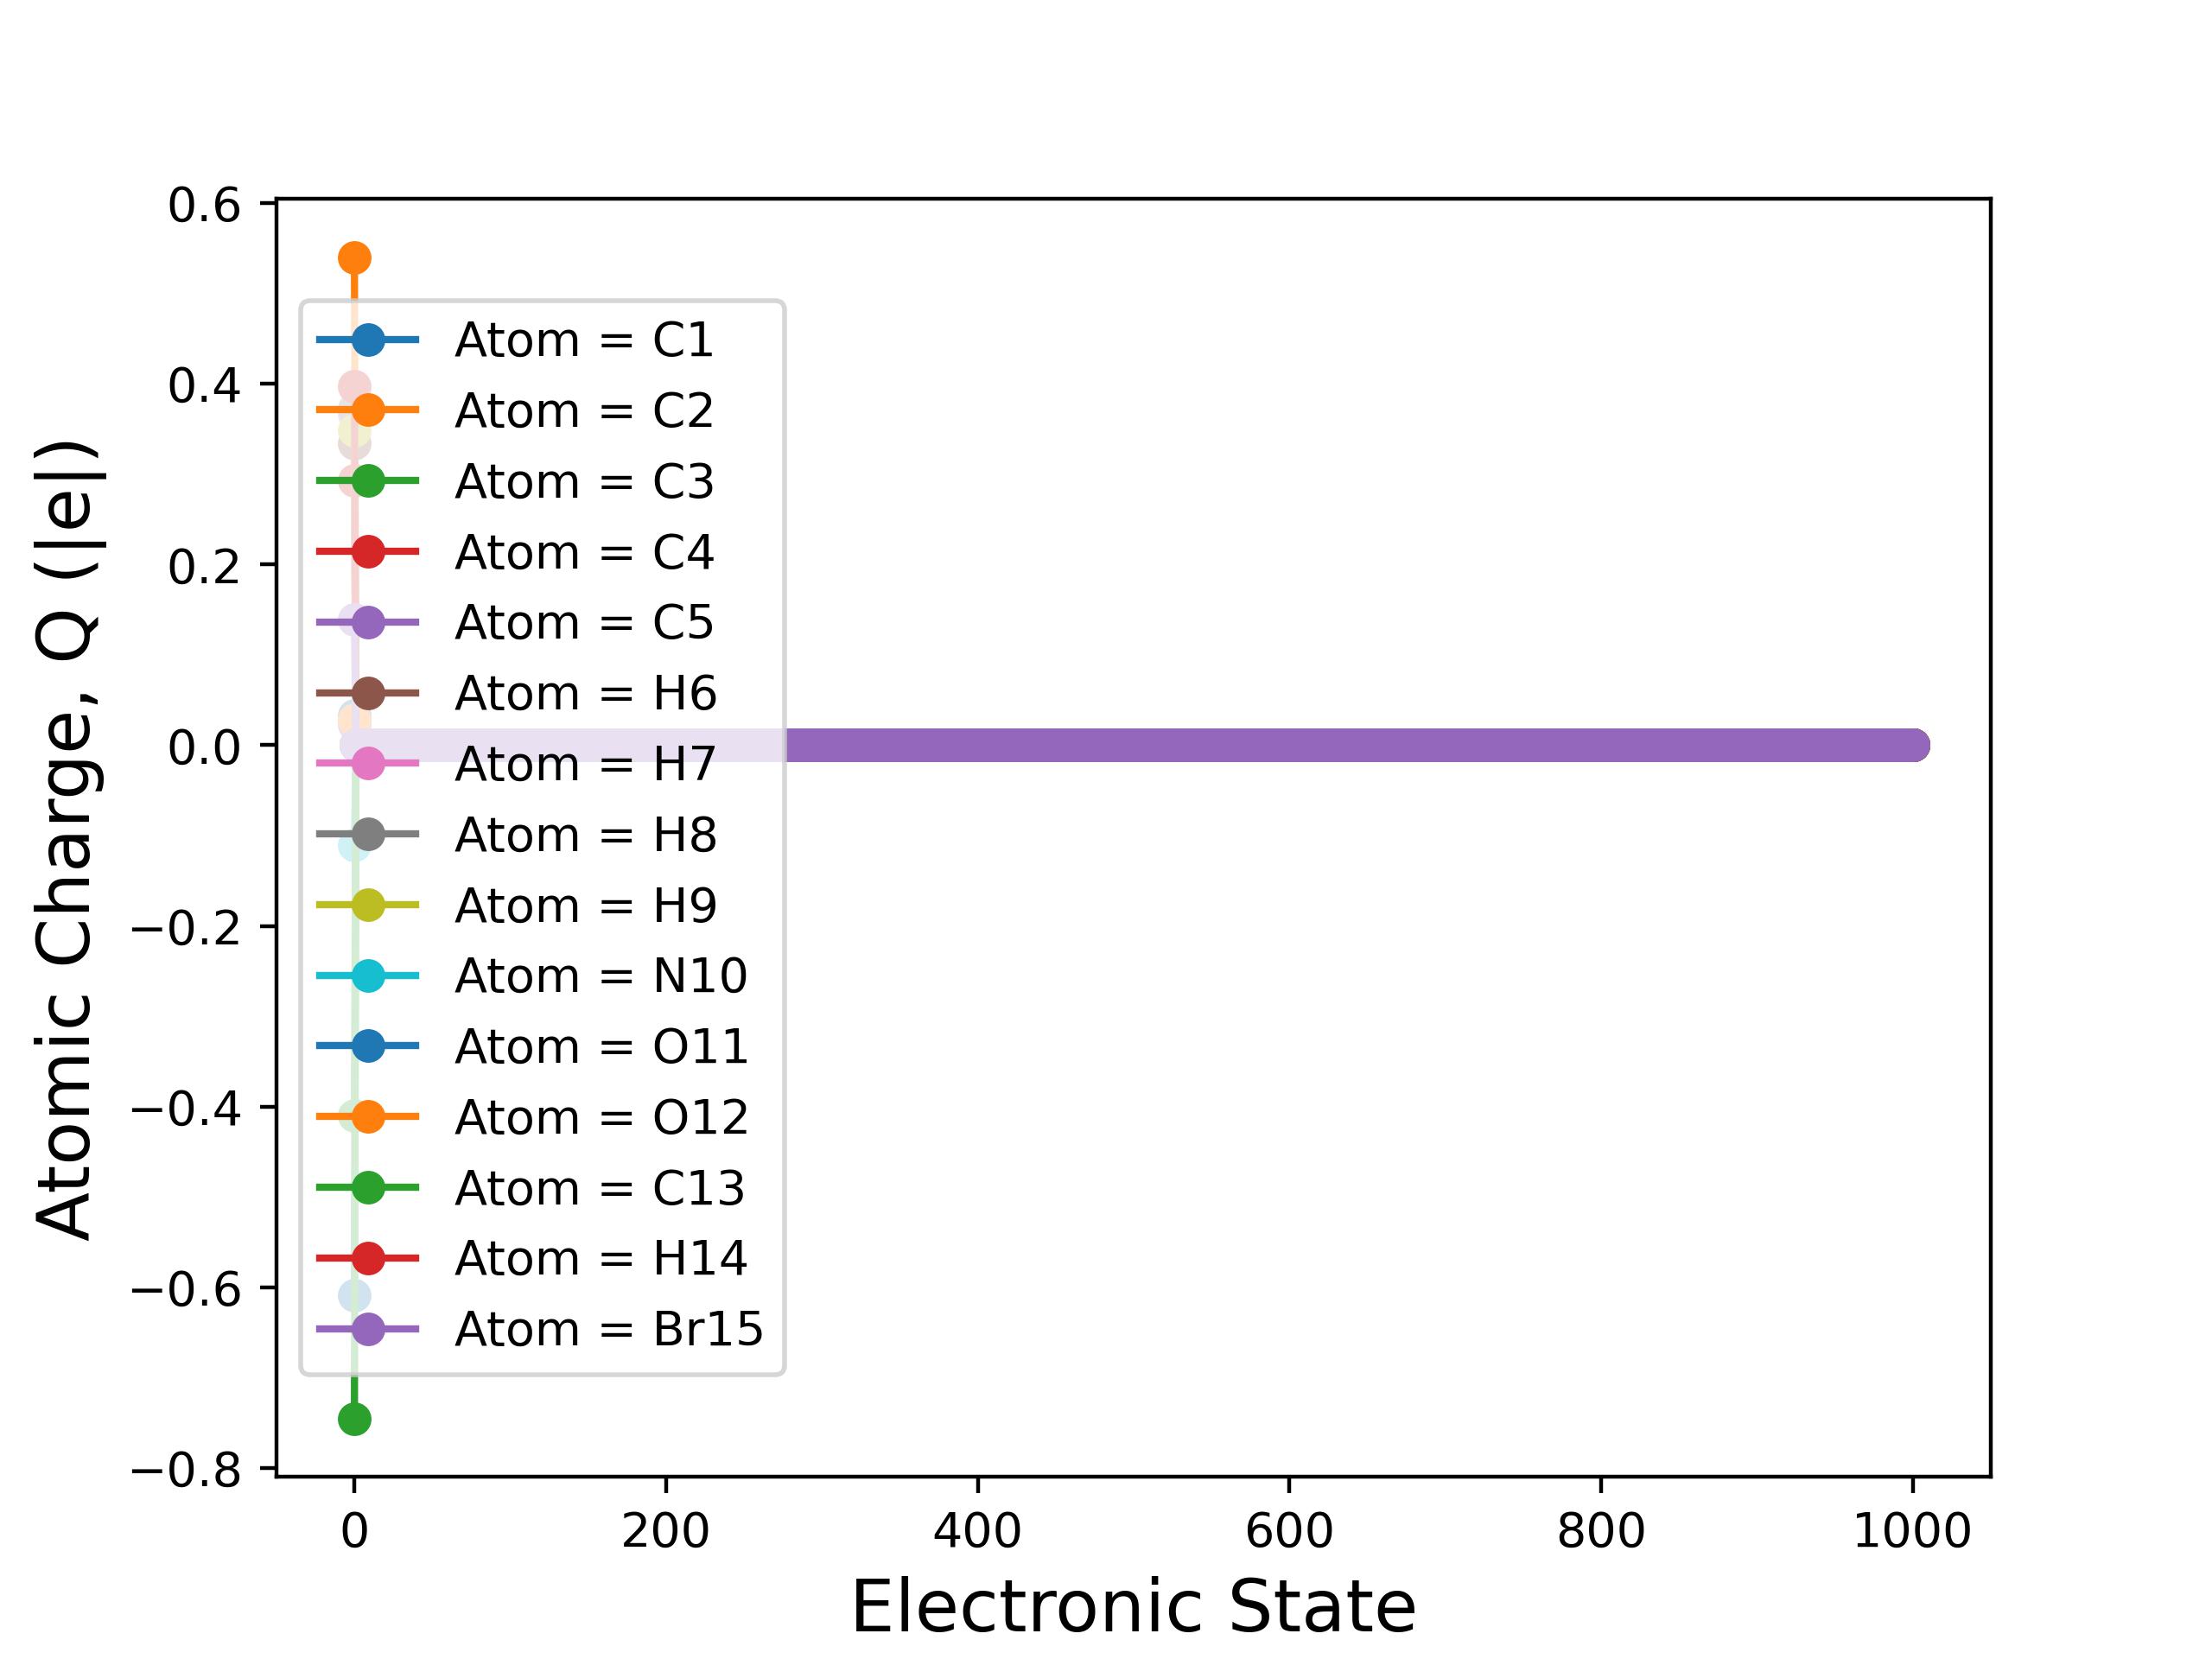 0.6
0.4
0.2
0.0
−0.2
−0.4
−0.6
−0.8
Atomic Charge, Q (|e|)
Atom = C1
Atom = C2
Atom = C3
Atom = C4
Atom = C5
Atom = H6
Atom = H7
Atom = H8
Atom = H9
Atom = N10
Atom = O11
Atom = O12
Atom = C13
Atom = H14
Atom = Br15
0 200 400 600 800 1000
Electronic State